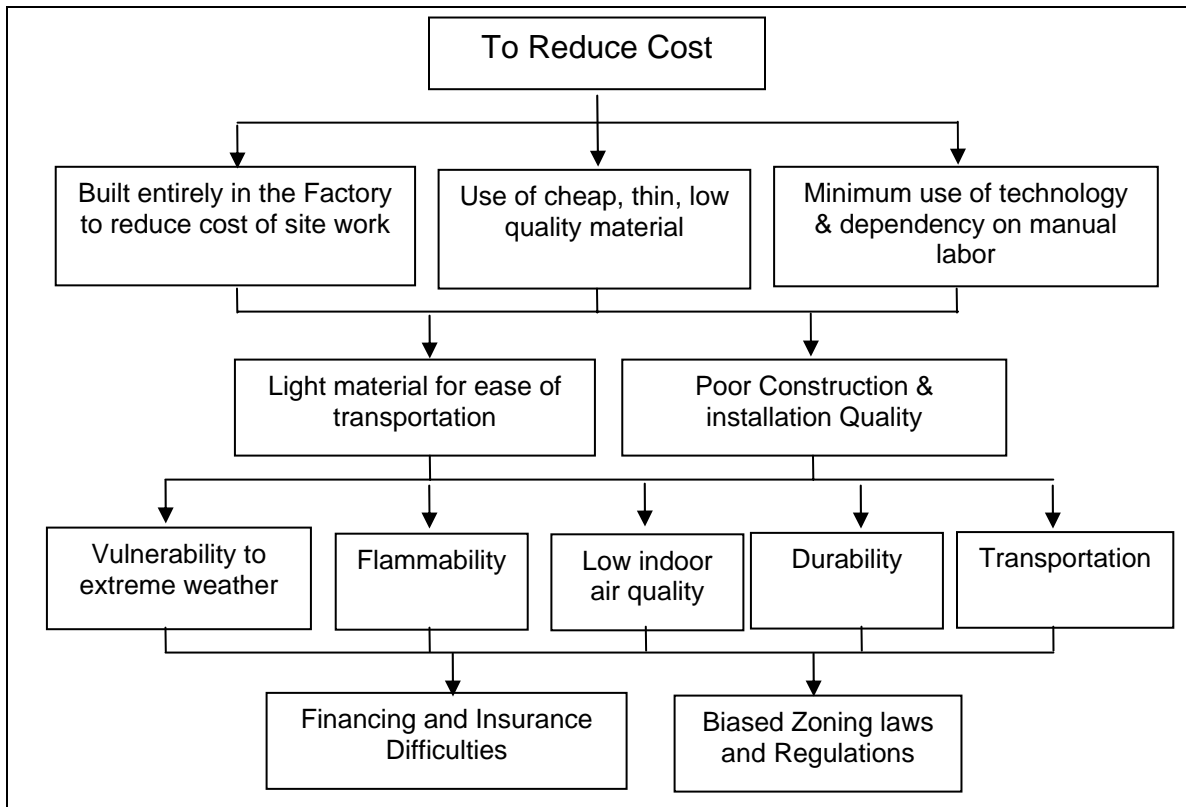 To Reduce Cost
Built entirely in the Factory
to reduce cost of site work
Use of cheap, thin, low
quality material
Minimum use of technology
& dependency on manual
labor
Light material for ease of
transportation
Poor Construction &
installation Quality
Vulnerability to
extreme weather
Flammability
Low indoor
air quality
Durability
Transportation
Financing and Insurance
Difficulties
Biased Zoning laws
and Regulations